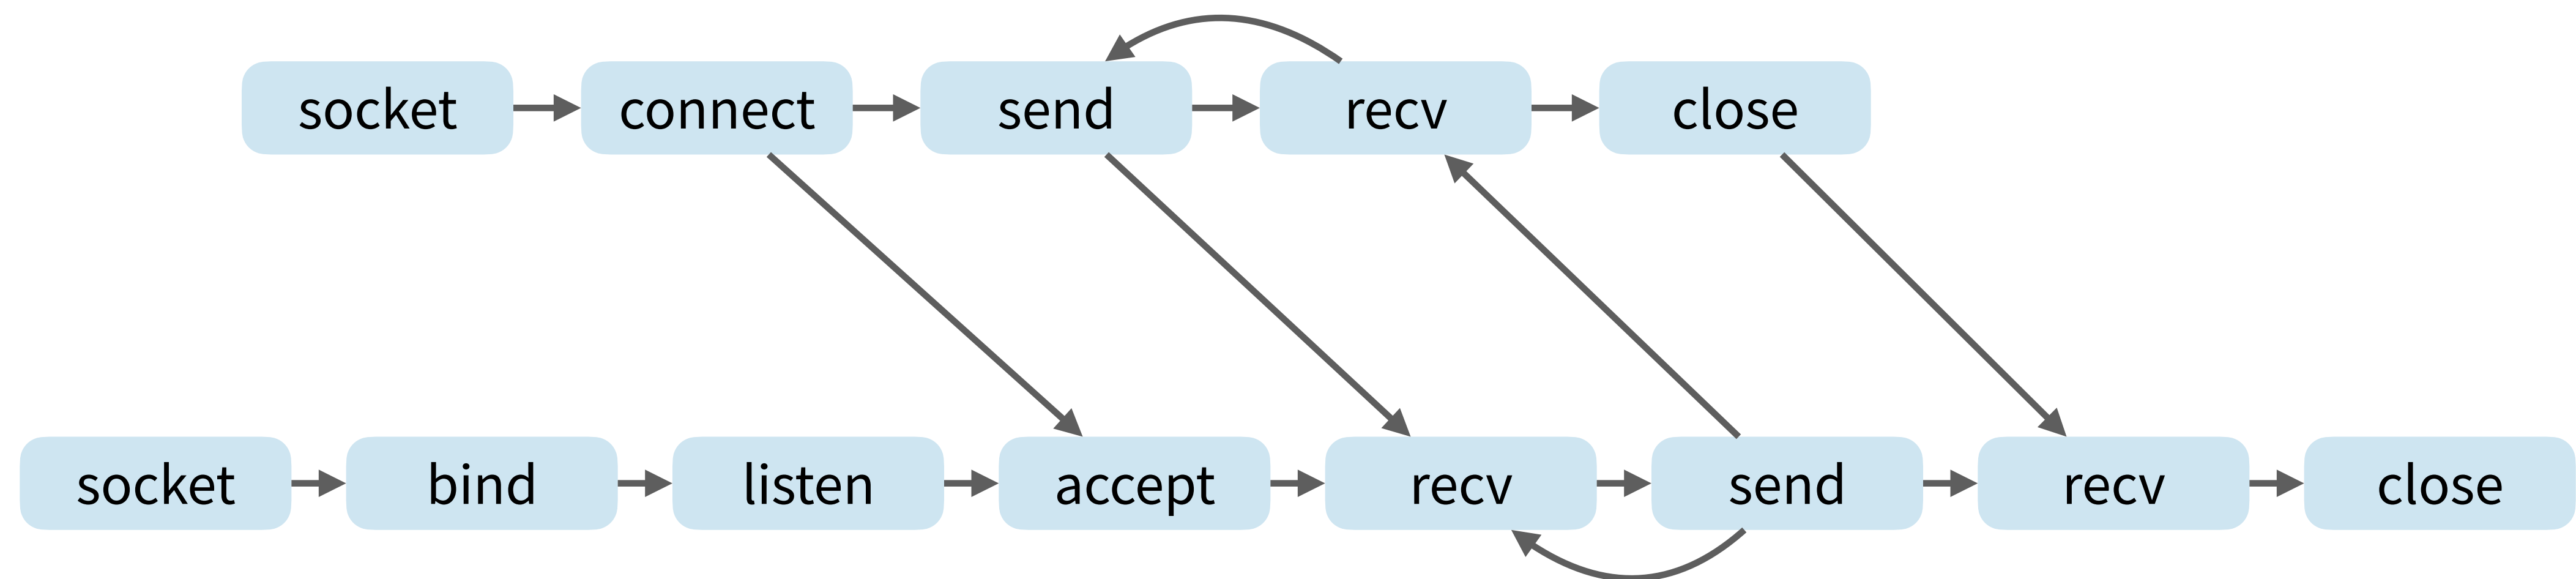 socket connect send recv close
socket bind listen accept recv send recv close